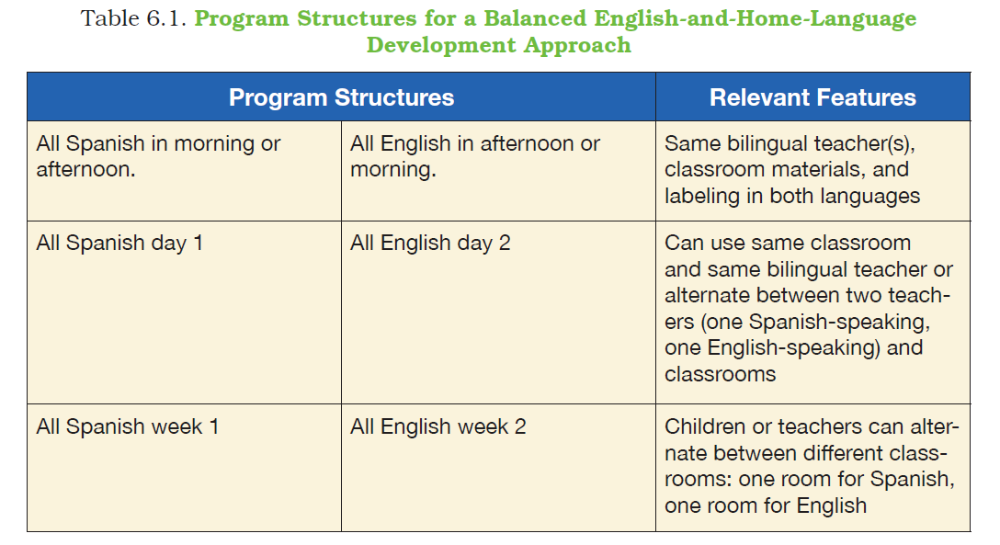 Table 6.1. Program Structures for a Balanced English-and-Home-Language
Development Approach
Program Structures
Relevant Features
All Spanish in morning or
afternoon.
All English in afternoon or
morning.
Same bilingual teacher(s),
classroom materials, and
labeling in both languages
All Spanish day 1
All English day 2
Can use same classroom
and same bilingual teacher or
alternate between two teach-
ers (one Spanish-speaking,
one English-speaking) and
classrooms
All Spanish week 1
All English week 2
Children or teachers can alter-
nate between different class-
rooms: one room for Spanish,
one room for English